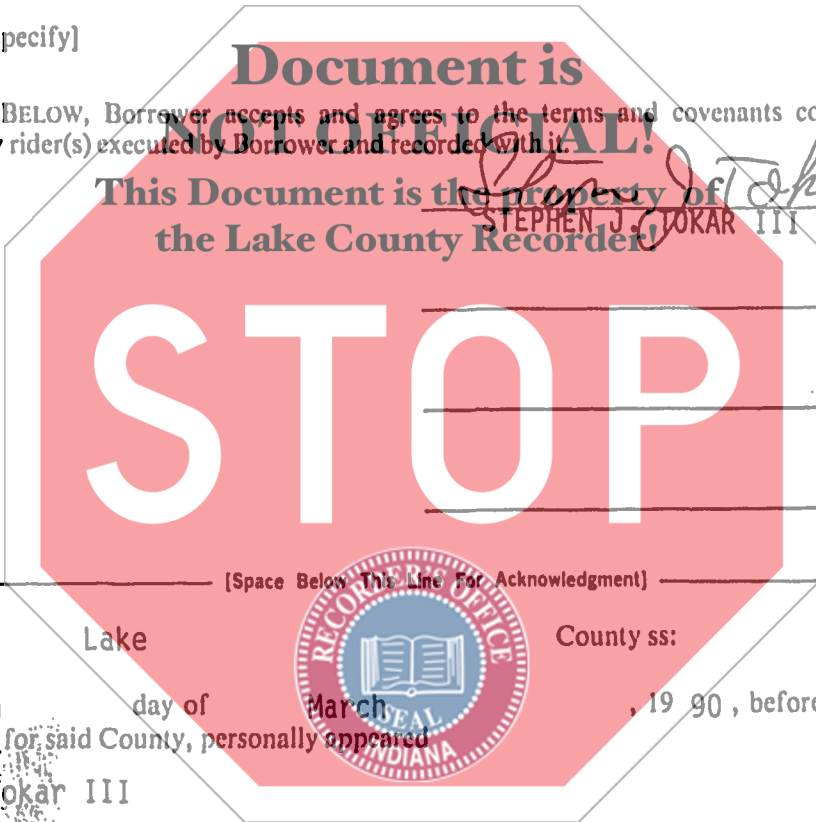 pecify]
Document is
BELOW, Borrower accepts and agrees to the terms and covenants co
NOT OFFICIAL!
rider(s) executed by Borrower and recorded with it.
This Document is the property of
STEPHEN J. TOKAR III
the Lake County Recorder!
STOP
[Space Below This Line For Acknowledgment]
RECORDER'S OFFICE
Lake County ss:
day of March , 19 90 , before
SEAL
for said County, personally appeared
INDIANA
okar III